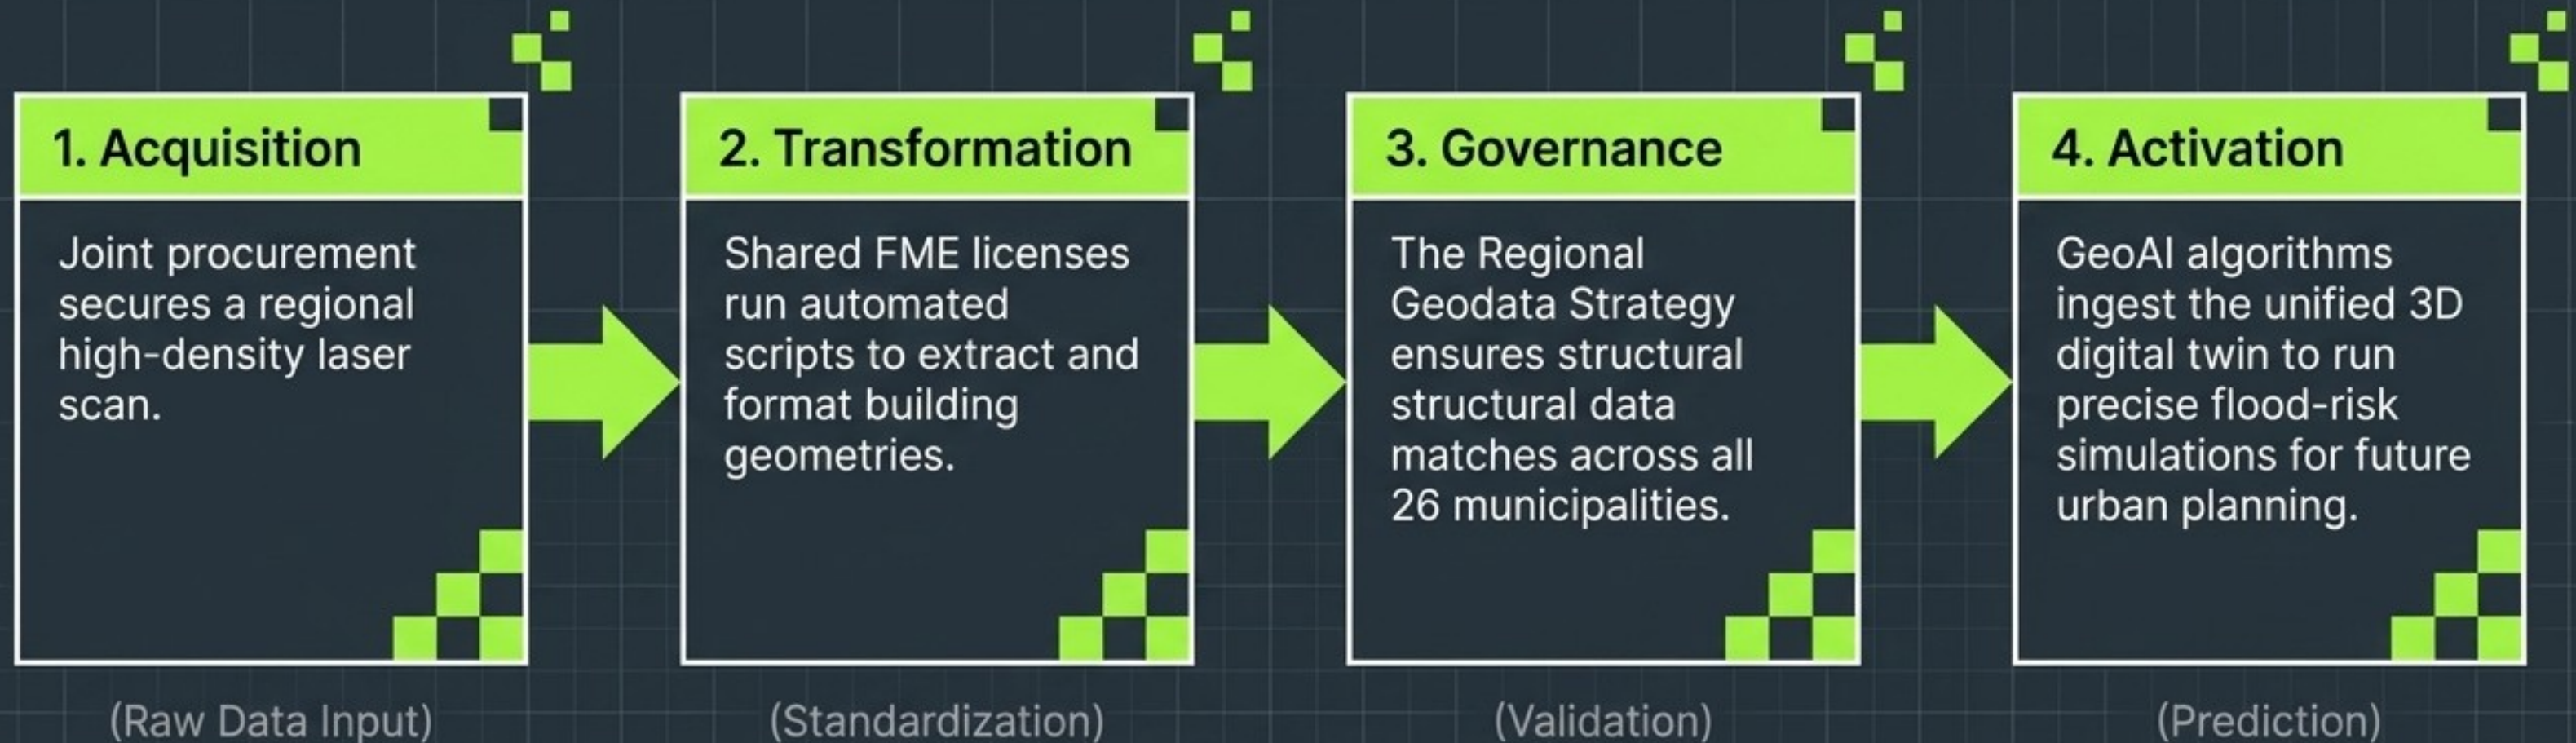 1. Acquisition
Joint procurement
secures a regional
high-density laser
scan.
(Raw Data Input)
2. Transformation
Shared FME licenses
run automated
scripts to extract and
format building
geometries.
(Standardization)
3. Governance
The Regional
Geodata Strategy
ensures structural
structural data
matches across all
26 municipalities.
(Validation)
4. Activation
GeoAI algorithms
ingest the unified 3D
digital twin to run
precise flood-risk
simulations for future
urban planning.
(Prediction)